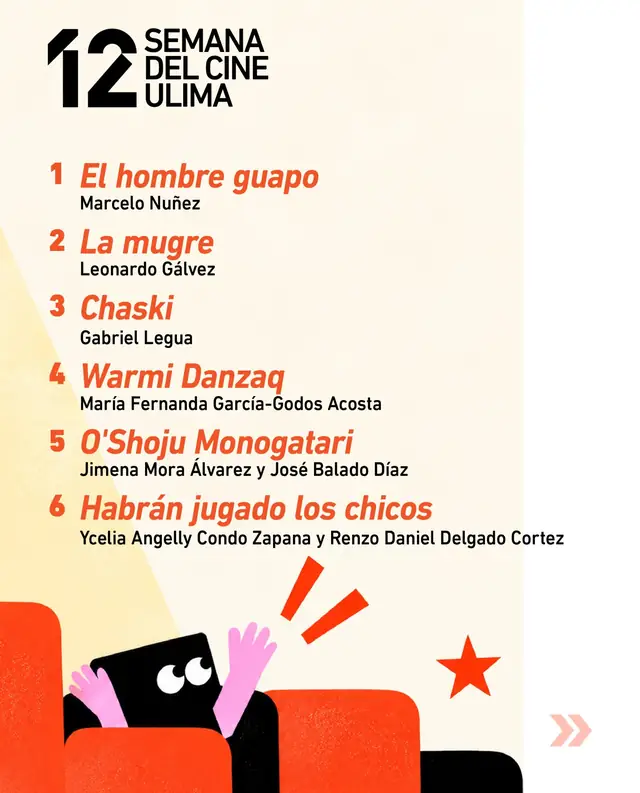 12 SEMANA
DEL CINE
ULIMA
1 El hombre guapo
Marcelo Nuñez
2 La mugre
Leonardo Gálvez
3 Chaski
Gabriel Legua
4 Warmi Danzaq
María Fernanda García-Godos Acosta
5 O'Shoju Monogatari
Jimena Mora Álvarez y José Balado Díaz
6 Habrán jugado los chicos
Ycelia Angelly Condo Zapana y Renzo Daniel Delgado Cortez